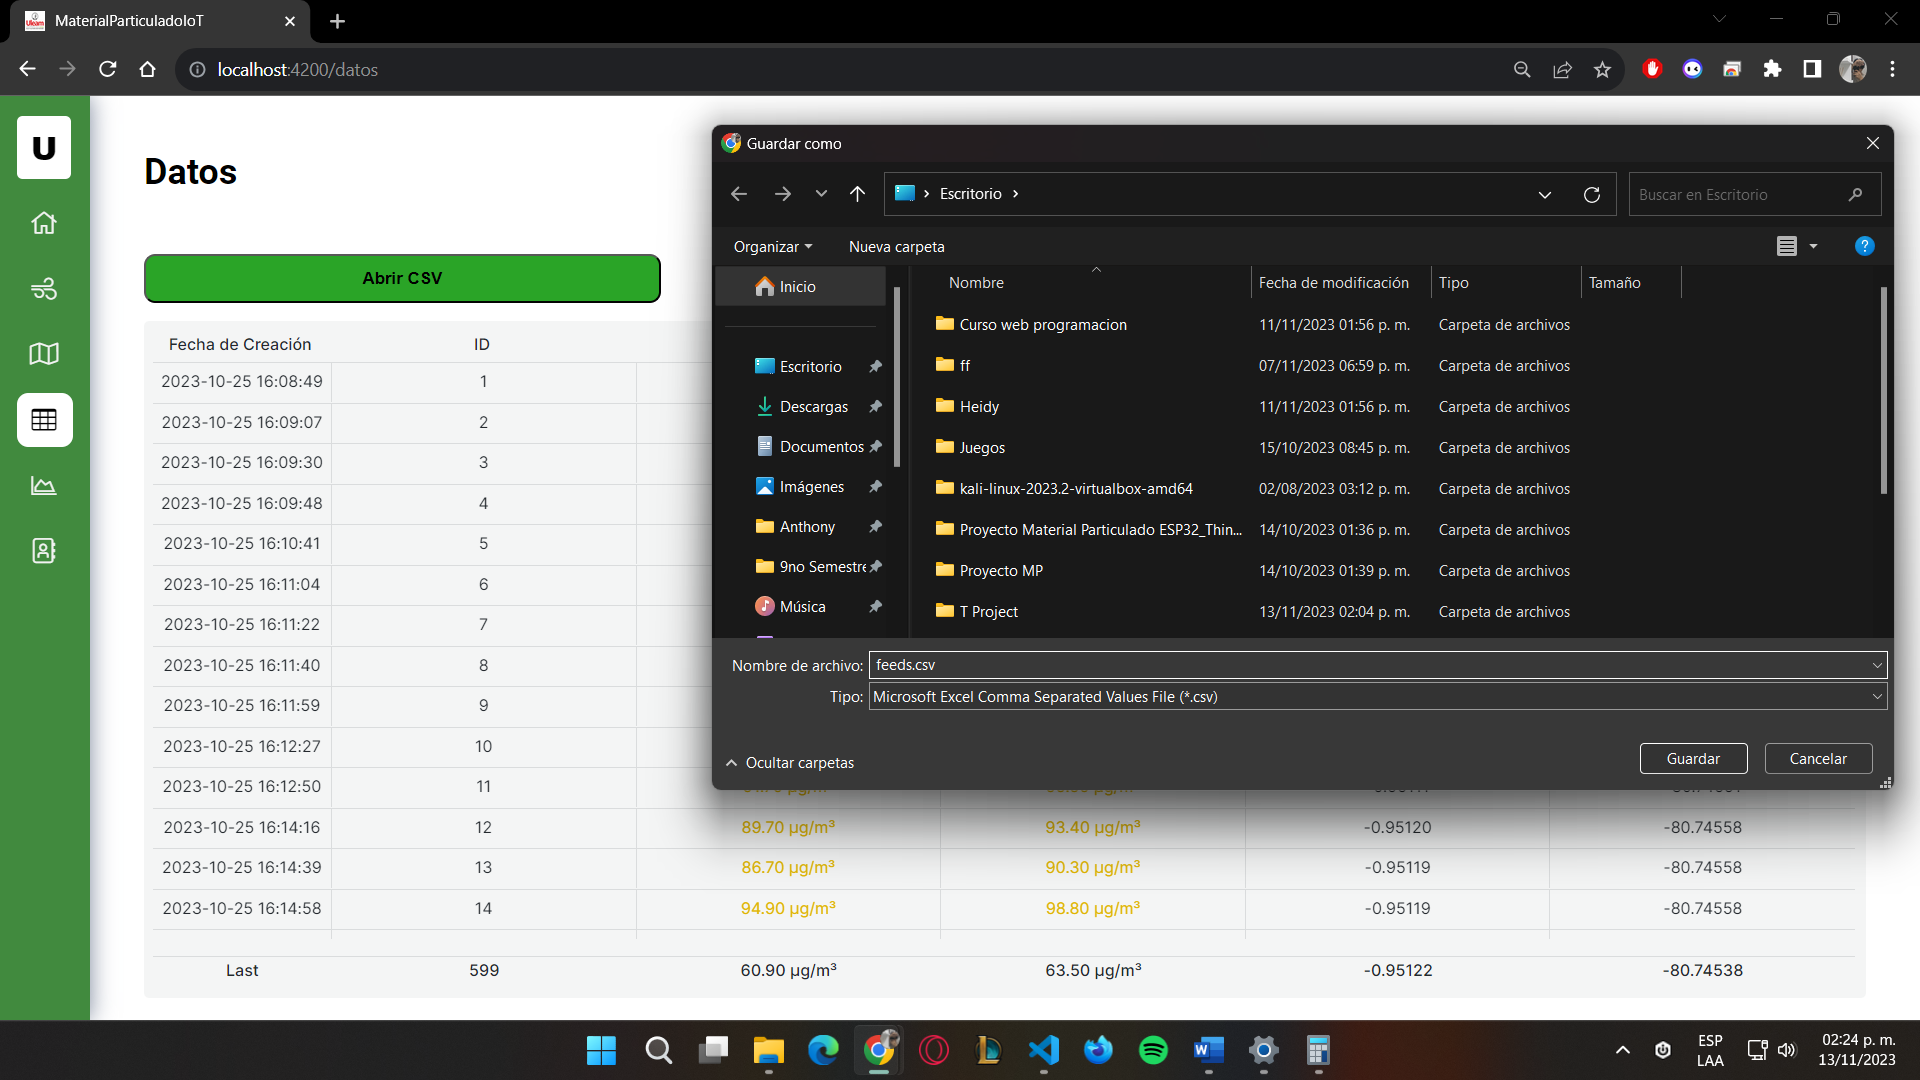 MaterialParticuladoIoT
localhost:4200/datos
U
Datos
Abrir CSV
Fecha de Creación ID
2023-10-25 16:08:49 1
2023-10-25 16:09:07 2
2023-10-25 16:09:30 3
2023-10-25 16:09:48 4
2023-10-25 16:10:41 5
2023-10-25 16:11:04 6
2023-10-25 16:11:22 7
2023-10-25 16:11:40 8
2023-10-25 16:11:59 9
2023-10-25 16:12:27 10
2023-10-25 16:12:50 11
2023-10-25 16:14:16 12 89.70 µg/m³ 93.40 µg/m³ -0.95120 -80.74558
2023-10-25 16:14:39 13 86.70 µg/m³ 90.30 µg/m³ -0.95119 -80.74558
2023-10-25 16:14:58 14 94.90 µg/m³ 98.80 µg/m³ -0.95119 -80.74558
Last 599 60.90 µg/m³ 63.50 µg/m³ -0.95122 -80.74538
Guardar como
Escritorio
Buscar en Escritorio
Organizar Nueva carpeta
Inicio
Escritorio
Descargas
Documentos
Imágenes
Anthony
9no Semestre
Música
Nombre Fecha de modificación Tipo Tamaño
Curso web programacion 11/11/2023 01:56 p. m. Carpeta de archivos
ff 07/11/2023 06:59 p. m. Carpeta de archivos
Heidy 11/11/2023 01:56 p. m. Carpeta de archivos
Juegos 15/10/2023 08:45 p. m. Carpeta de archivos
kali-linux-2023.2-virtualbox-amd64 02/08/2023 03:12 p. m. Carpeta de archivos
Proyecto Material Particulado ESP32_Thin... 14/10/2023 01:36 p. m. Carpeta de archivos
Proyecto MP 14/10/2023 01:39 p. m. Carpeta de archivos
T Project 13/11/2023 02:04 p. m. Carpeta de archivos
Nombre de archivo: feeds.csv
Tipo: Microsoft Excel Comma Separated Values File (*.csv)
Ocultar carpetas
Guardar Cancelar
ESP
LAA
02:24 p. m.
13/11/2023